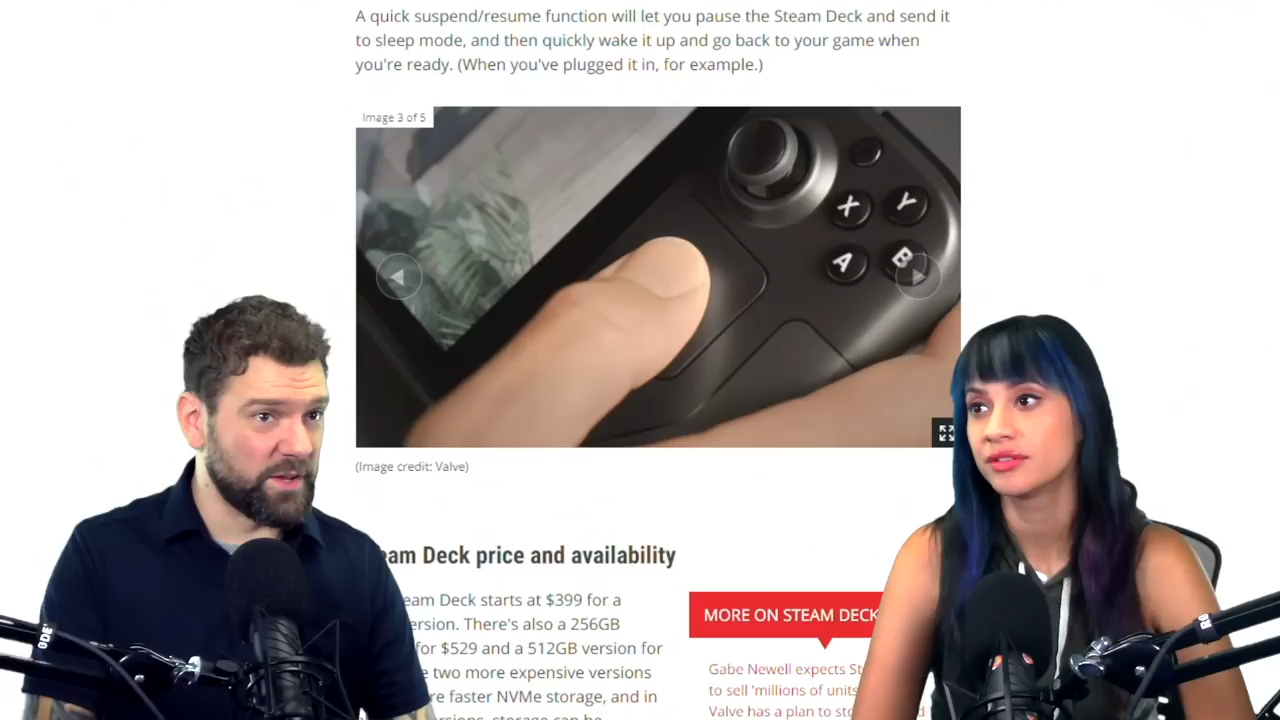 A quick suspend/resume function will let you pause the Steam Deck and send it
to sleep mode, and then quickly wake it up and go back to your game when
you're ready. (When you've plugged it in, for example.)
Image 3 of 5
X
Y
A
B
(Image credit: Valve)
eam Deck price and availability
eam Deck starts at $399 for a
ersion. There's also a 256GB
for $529 and a 512GB version for
two more expensive versions
re faster NVMe storage, and in
storage can be
MORE ON STEAM DECK
Gabe Newell expects St
to sell 'millions of units
Valve has a plan to sto